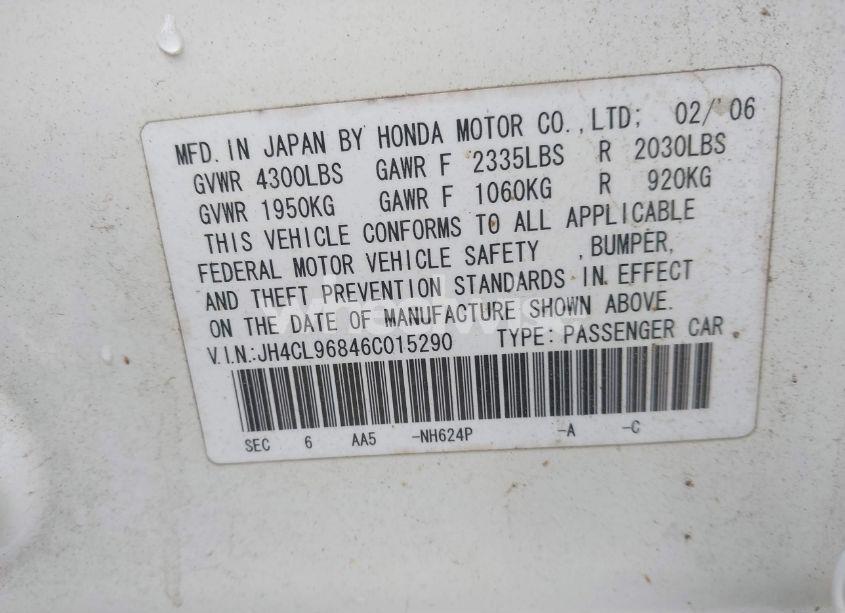 MFD. IN JAPAN BY HONDA MOTOR CO., LTD; 02/'06
GVWR 4300LBS GAWR F 2335LBS R 2030LBS
GVWR 1950KG GAWR F 1060KG R 920KG
THIS VEHICLE CONFORMS TO ALL APPLICABLE
FEDERAL MOTOR VEHICLE SAFETY , BUMPER,
AND THEFT PREVENTION STANDARDS IN EFFECT
ON THE DATE OF MANUFACTURE SHOWN ABOVE.
V.I.N.:JH4CL96846C015290 TYPE: PASSENGER CAR
SEC 6 AA5 -NH624P -A -C